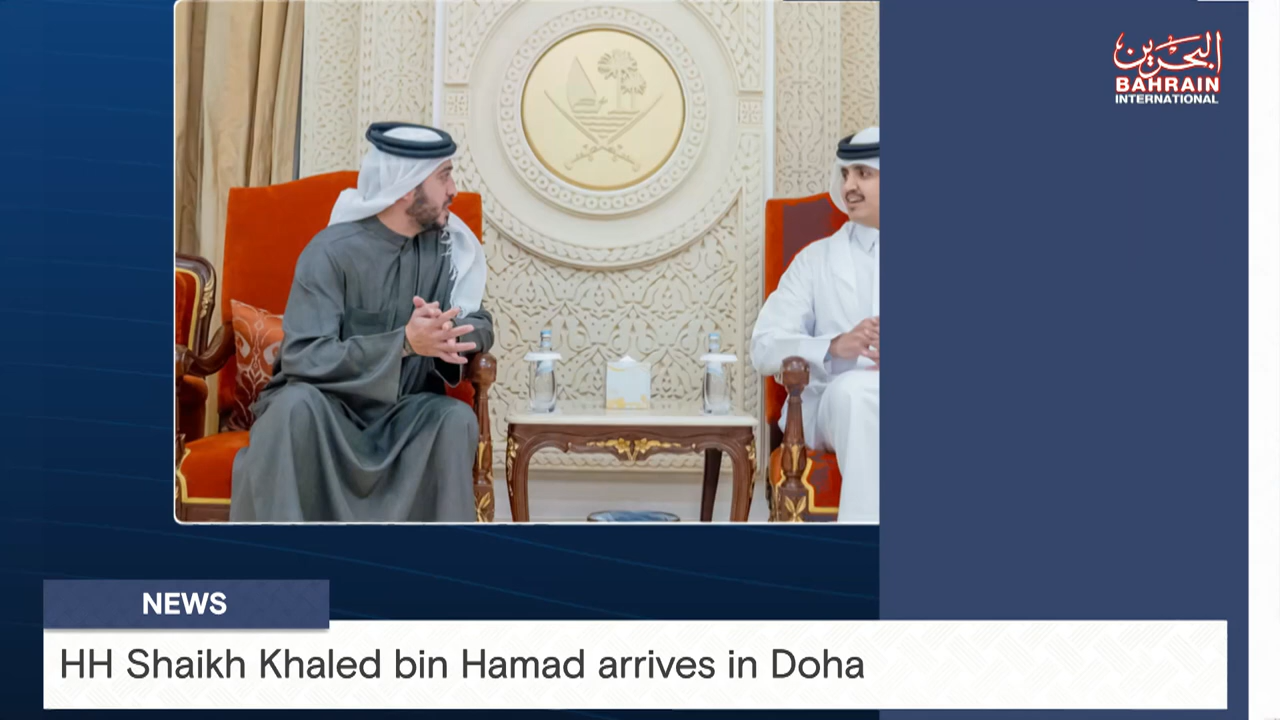 البحرين
BAHRAIN
INTERNATIONAL
NEWS
HH Shaikh Khaled bin Hamad arrives in Doha